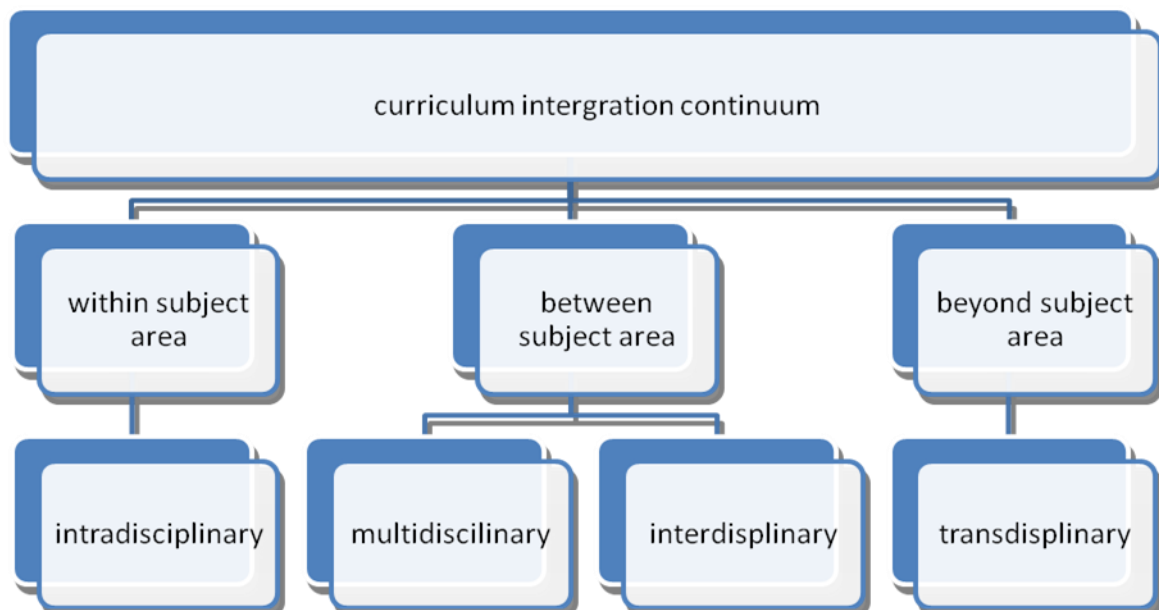 curriculum intergration continuum
within subject
area
between
subject area
beyond subject
area
intradisciplinary
multidiscilinary
interdisplinary
transdisplinary